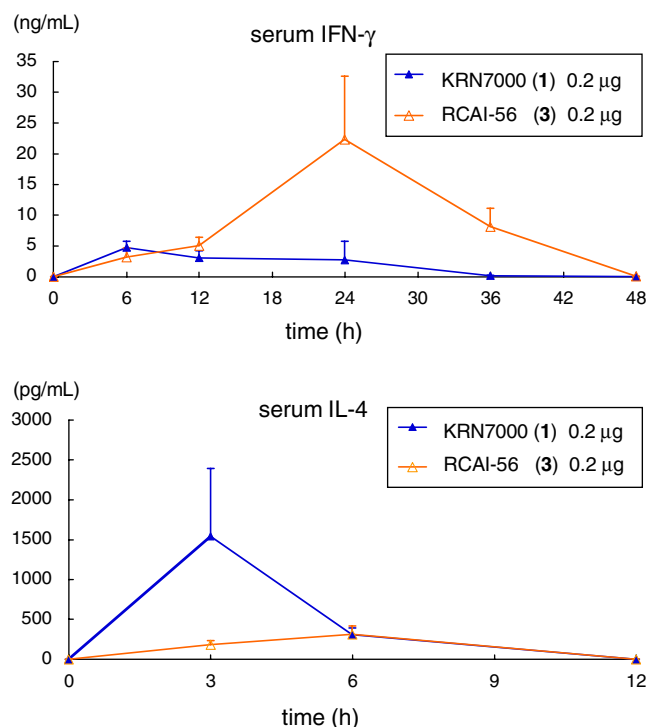 (ng/mL)
serum IFN-γ
35
30
25
20
15
10
5
0
KRN7000 (1) 0.2 μg
RCAI-56 (3) 0.2 μg
0 6 12 18 24 30 36 42 48
time (h)
(pg/mL)
serum IL-4
3000
2500
2000
1500
1000
500
0
KRN7000 (1) 0.2 μg
RCAI-56 (3) 0.2 μg
0 3 6 9 12
time (h)